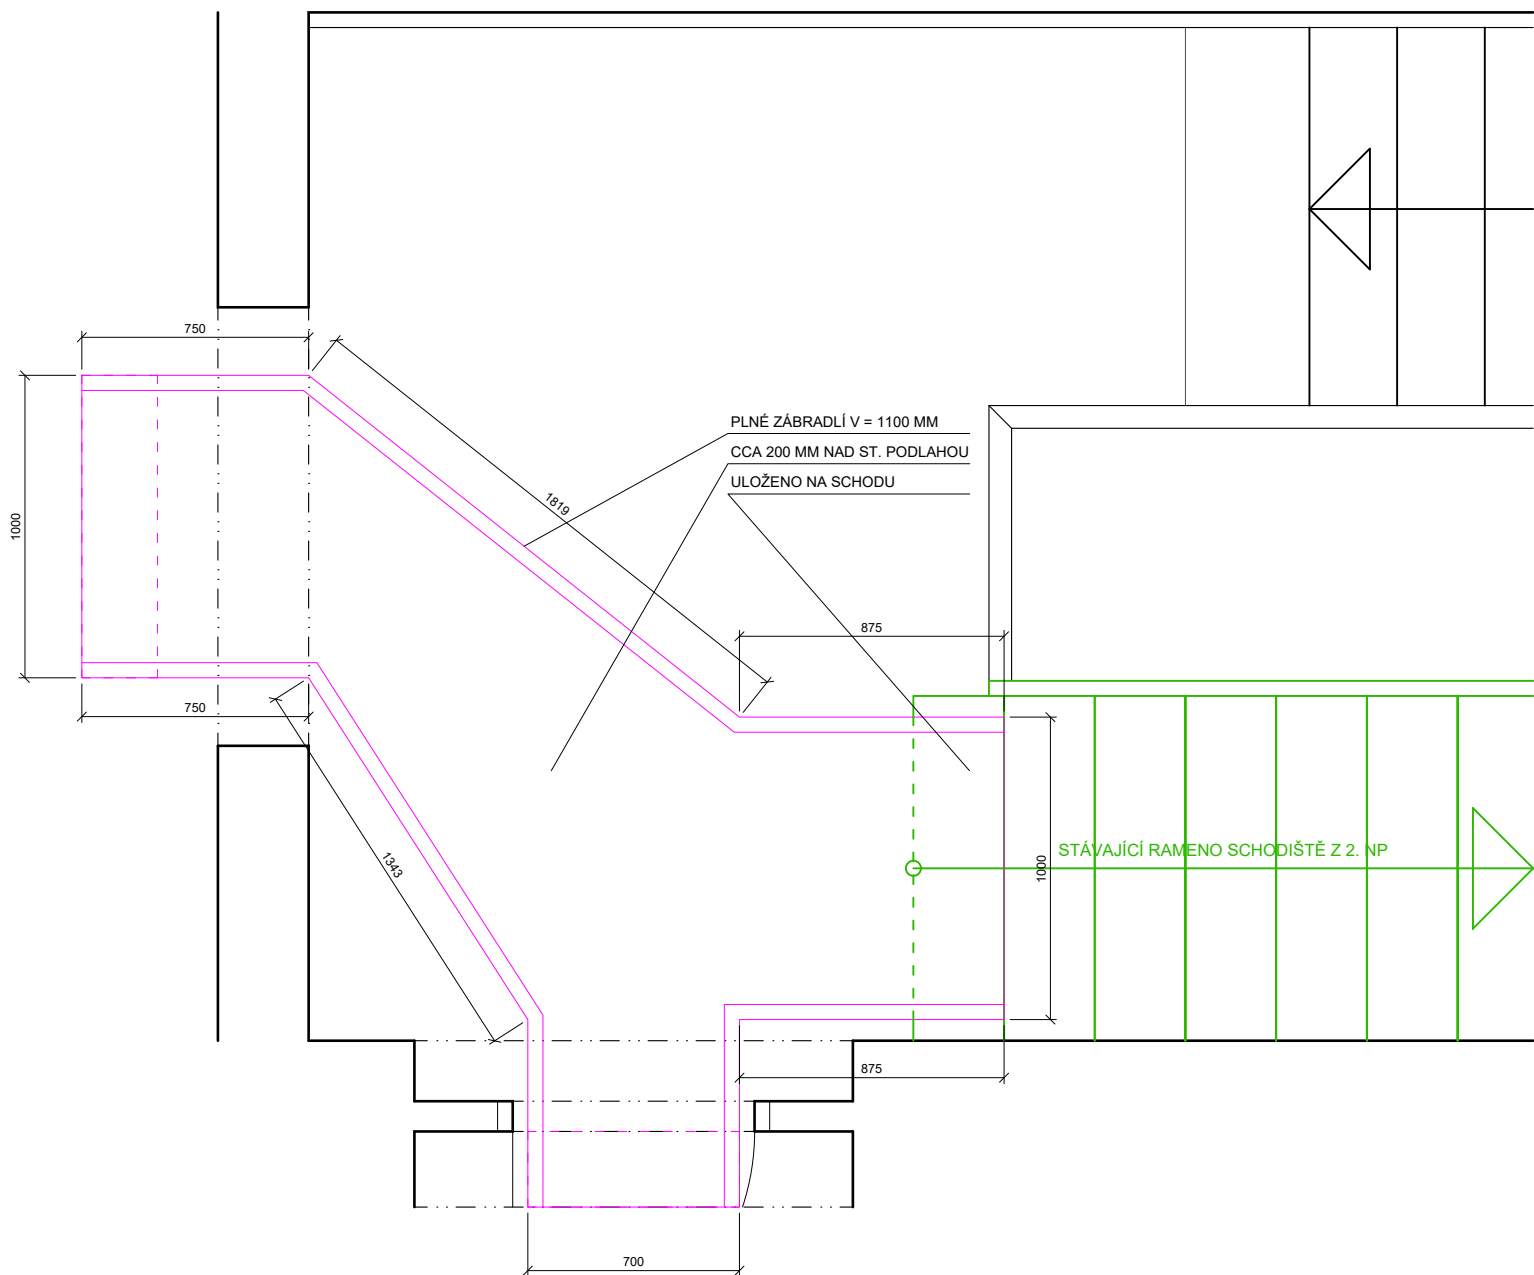 750
PLNÉ ZÁBRADLÍ V = 1100 MM
CCA 200 MM NAD ST. PODLAHOU
ULOŽENO NA SCHODU
1819
1000
875
750
STÁVAJÍCÍ RAMENO SCHODIŠTĚ Z 2. NP
1343
1000
875
700